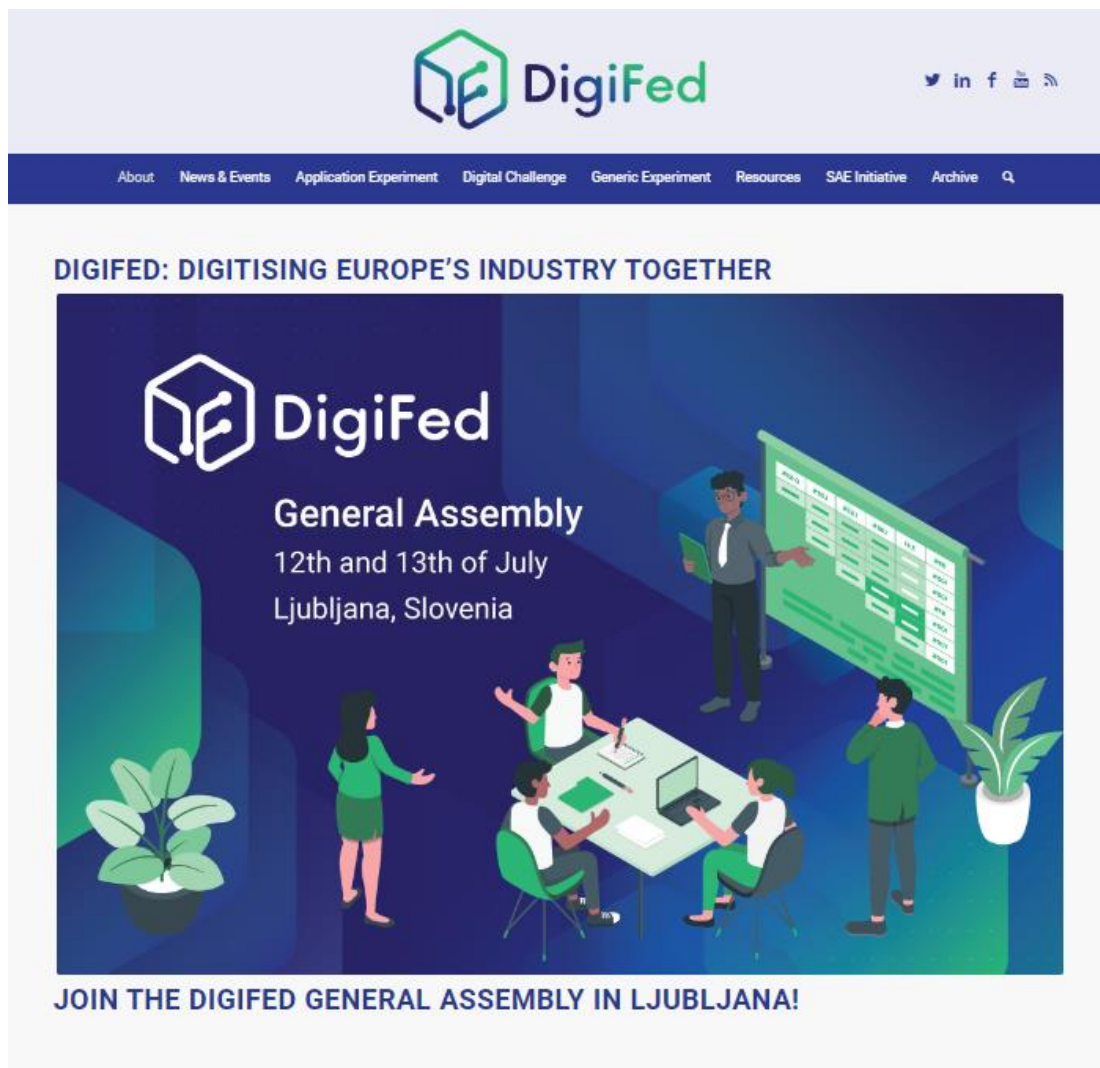 DigiFed
About News & Events Application Experiment Digital Challenge Generic Experiment Resources SAE Initiative Archive
DIGIFED: DIGITISING EUROPE'S INDUSTRY TOGETHER
DigiFed
General Assembly
12th and 13th of July
Ljubljana, Slovenia
JOIN THE DIGIFED GENERAL ASSEMBLY IN LJUBLJANA!